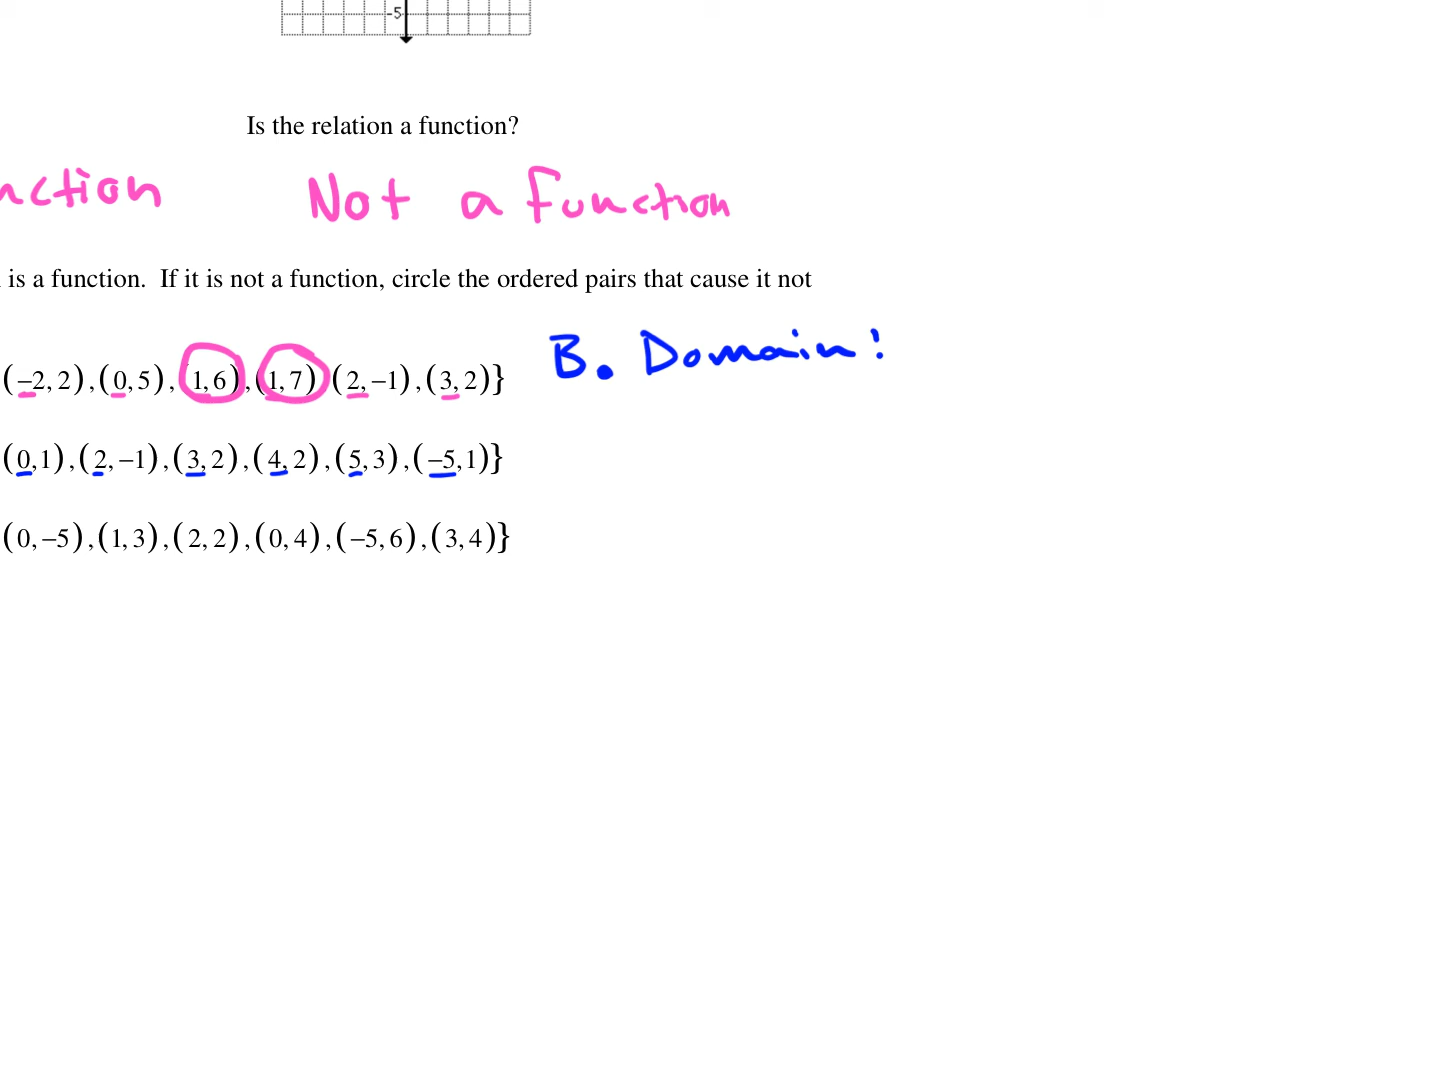 -5
Is the relation a function?
nction Not a function
is a function. If it is not a function, circle the ordered pairs that cause it not
B. Domain:
(−2, 2), (0, 5), (1, 6), (1, 7) (2, −1), (3, 2)}
(0, 1), (2, −1), (3, 2), (4, 2), (5, 3), (−5, 1)}
(0, −5), (1, 3), (2, 2), (0, 4), (−5, 6), (3, 4)}